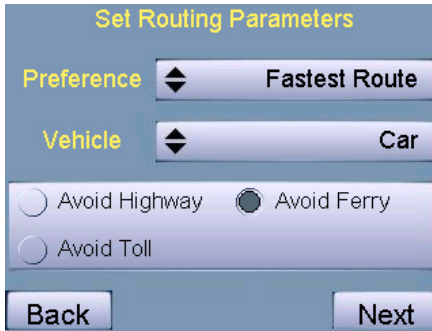 Set Routing Parameters
Preference Fastest Route
Vehicle Car
Avoid Highway Avoid Ferry
Avoid Toll
Back Next